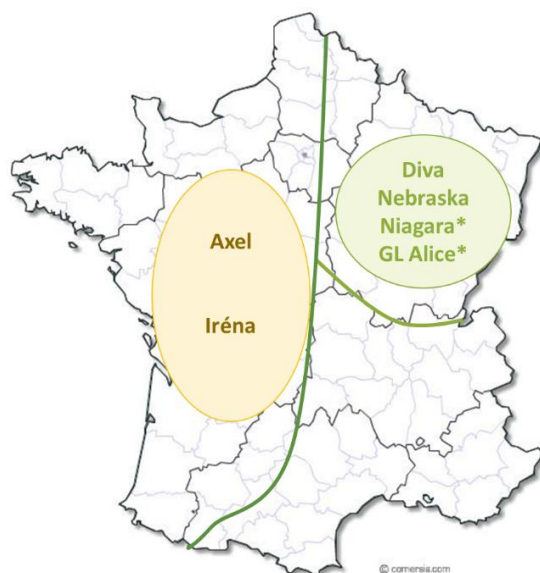 Diva
Nebraska
Niagara*
GL Alice*
Axel
Iréna
© comersis.com